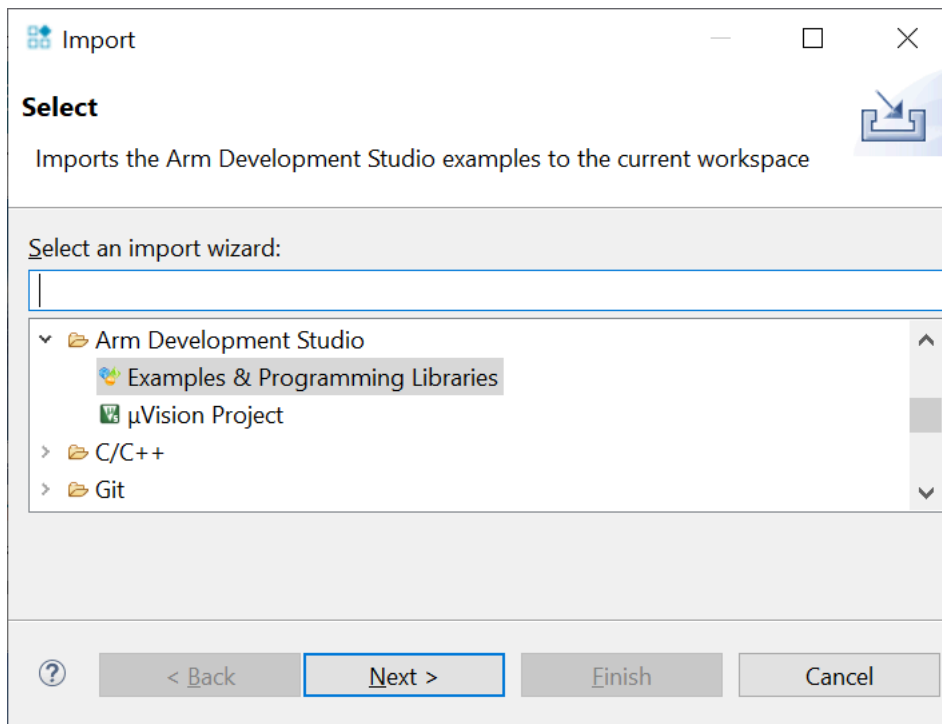 Import
Select
Imports the Arm Development Studio examples to the current workspace
Select an import wizard:
Arm Development Studio
Examples & Programming Libraries
µVision Project
C/C++
Git
? < Back Next > Finish Cancel